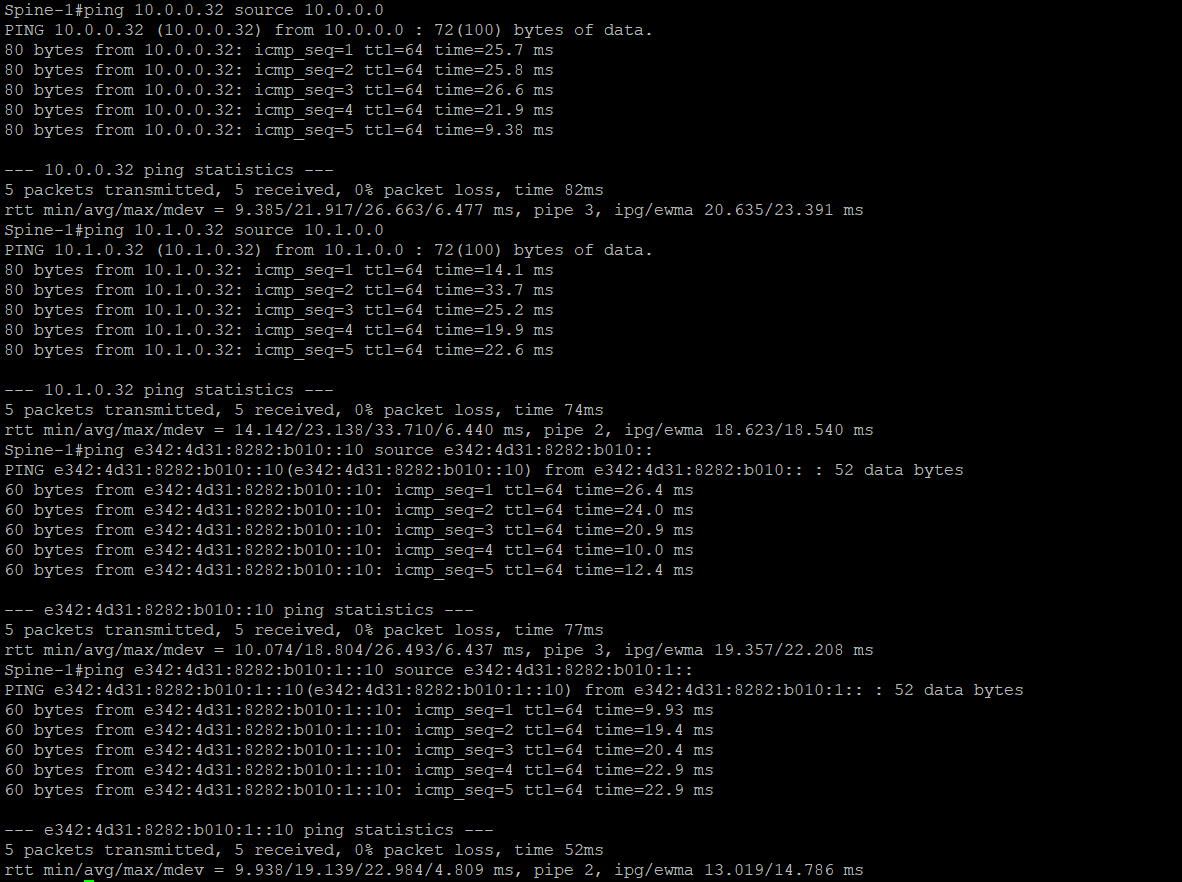 Spine-1#ping 10.0.0.32 source 10.0.0.0
PING 10.0.0.32 (10.0.0.32) from 10.0.0.0 : 72(100) bytes of data.
80 bytes from 10.0.0.32: icmp_seq=1 ttl=64 time=25.7 ms
80 bytes from 10.0.0.32: icmp_seq=2 ttl=64 time=25.8 ms
80 bytes from 10.0.0.32: icmp_seq=3 ttl=64 time=26.6 ms
80 bytes from 10.0.0.32: icmp_seq=4 ttl=64 time=21.9 ms
80 bytes from 10.0.0.32: icmp_seq=5 ttl=64 time=9.38 ms
--- 10.0.0.32 ping statistics ---
5 packets transmitted, 5 received, 0% packet loss, time 82ms
rtt min/avg/max/mdev = 9.385/21.917/26.663/6.477 ms, pipe 3, ipg/ewma 20.635/23.391 ms
Spine-1#ping 10.1.0.32 source 10.1.0.0
PING 10.1.0.32 (10.1.0.32) from 10.1.0.0 : 72(100) bytes of data.
80 bytes from 10.1.0.32: icmp_seq=1 ttl=64 time=14.1 ms
80 bytes from 10.1.0.32: icmp_seq=2 ttl=64 time=33.7 ms
80 bytes from 10.1.0.32: icmp_seq=3 ttl=64 time=25.2 ms
80 bytes from 10.1.0.32: icmp_seq=4 ttl=64 time=19.9 ms
80 bytes from 10.1.0.32: icmp_seq=5 ttl=64 time=22.6 ms
--- 10.1.0.32 ping statistics ---
5 packets transmitted, 5 received, 0% packet loss, time 74ms
rtt min/avg/max/mdev = 14.142/23.138/33.710/6.440 ms, pipe 2, ipg/ewma 18.623/18.540 ms
Spine-1#ping e342:4d31:8282:b010::10 source e342:4d31:8282:b010::
PING e342:4d31:8282:b010::10(e342:4d31:8282:b010::10) from e342:4d31:8282:b010:: : 52 data bytes
60 bytes from e342:4d31:8282:b010::10: icmp_seq=1 ttl=64 time=26.4 ms
60 bytes from e342:4d31:8282:b010::10: icmp_seq=2 ttl=64 time=24.0 ms
60 bytes from e342:4d31:8282:b010::10: icmp_seq=3 ttl=64 time=20.9 ms
60 bytes from e342:4d31:8282:b010::10: icmp_seq=4 ttl=64 time=10.0 ms
60 bytes from e342:4d31:8282:b010::10: icmp_seq=5 ttl=64 time=12.4 ms
--- e342:4d31:8282:b010::10 ping statistics ---
5 packets transmitted, 5 received, 0% packet loss, time 77ms
rtt min/avg/max/mdev = 10.074/18.804/26.493/6.437 ms, pipe 3, ipg/ewma 19.357/22.208 ms
Spine-1#ping e342:4d31:8282:b010:1::10 source e342:4d31:8282:b010:1::
PING e342:4d31:8282:b010:1::10(e342:4d31:8282:b010:1::10) from e342:4d31:8282:b010:1:: : 52 data bytes
60 bytes from e342:4d31:8282:b010:1::10: icmp_seq=1 ttl=64 time=9.93 ms
60 bytes from e342:4d31:8282:b010:1::10: icmp_seq=2 ttl=64 time=19.4 ms
60 bytes from e342:4d31:8282:b010:1::10: icmp_seq=3 ttl=64 time=20.4 ms
60 bytes from e342:4d31:8282:b010:1::10: icmp_seq=4 ttl=64 time=22.9 ms
60 bytes from e342:4d31:8282:b010:1::10: icmp_seq=5 ttl=64 time=22.9 ms
--- e342:4d31:8282:b010:1::10 ping statistics ---
5 packets transmitted, 5 received, 0% packet loss, time 52ms
rtt min/avg/max/mdev = 9.938/19.139/22.984/4.809 ms, pipe 2, ipg/ewma 13.019/14.786 ms